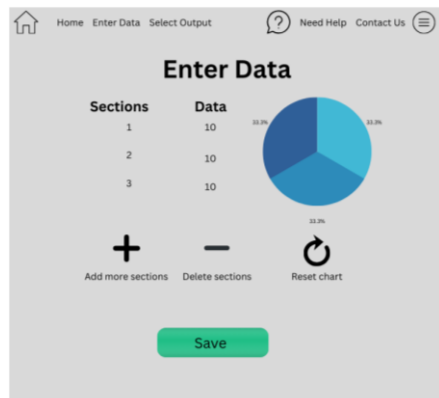 Home Enter Data Select Output ? Need Help Contact Us
Enter Data
Sections Data
1 10
33.3% 33.3%
2 10
3 10
33.3%
Add more sections Delete sections Reset chart
Save